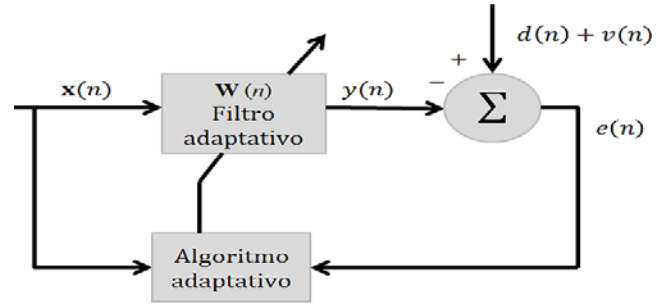 d(n) + v(n)
+
x(n)
W(n)
Filtro
adaptativo
y(n)
−
Σ
e(n)
Algoritmo
adaptativo